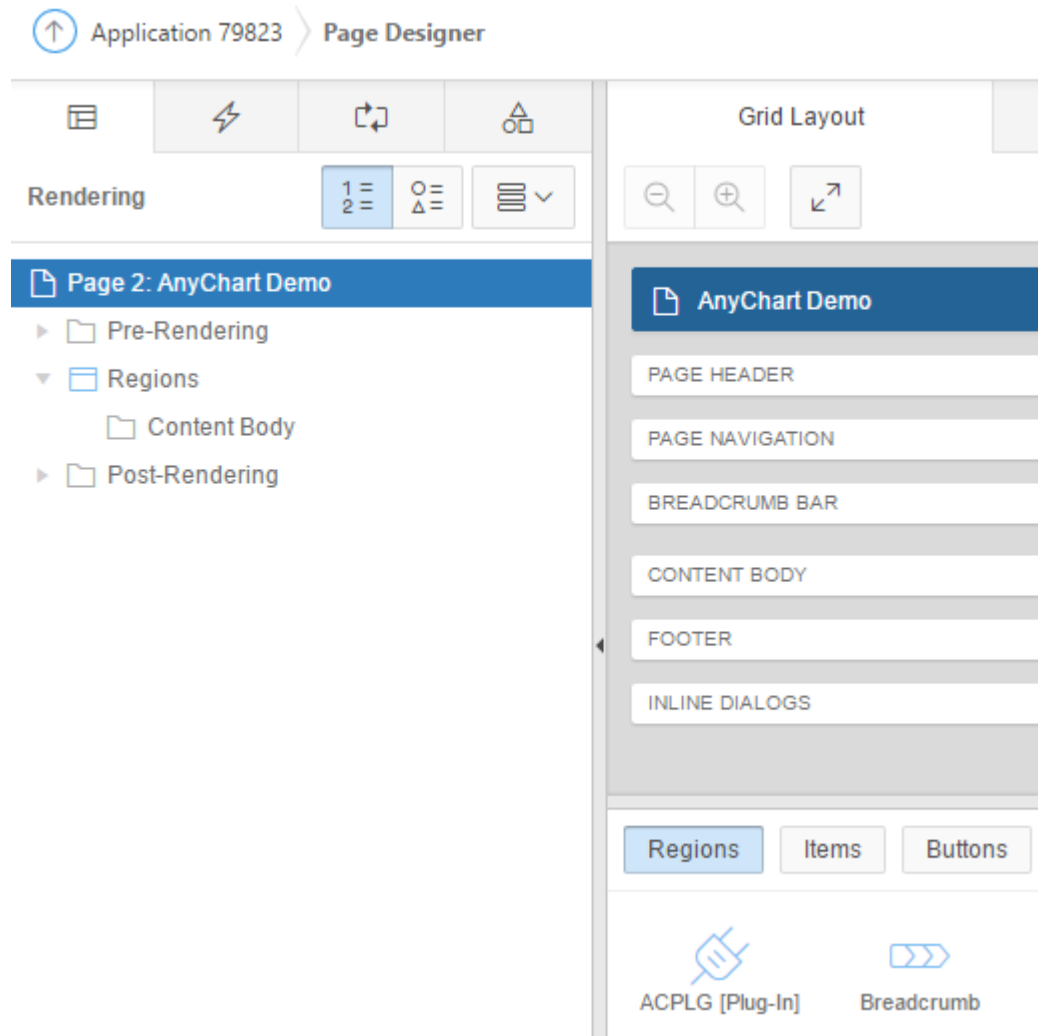 Application 79823 Page Designer
Rendering
Page 2: AnyChart Demo
Pre-Rendering
Regions
Content Body
Post-Rendering
Grid Layout
AnyChart Demo
PAGE HEADER
PAGE NAVIGATION
BREADCRUMB BAR
CONTENT BODY
FOOTER
INLINE DIALOGS
Regions Items Buttons
ACPLG [Plug-In] Breadcrumb